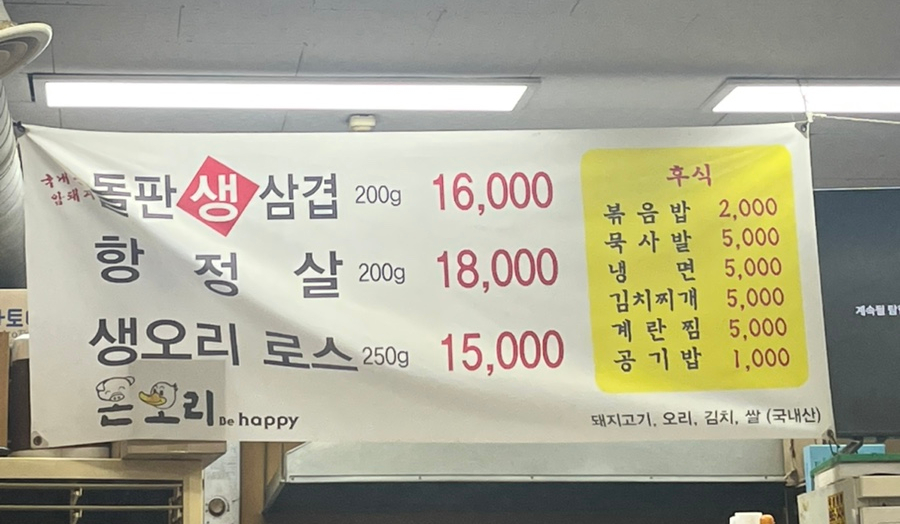 돌판 생 삼겹 200g 16,000
항정살 200g 18,000
생오리 로스 250g 15,000
돈오리 Be happy
후식
볶음밥 2,000
묵사발 5,000
냉면 5,000
김치찌개 5,000
계란찜 5,000
공기밥 1,000
돼지고기, 오리, 김치, 쌀 (국내산)